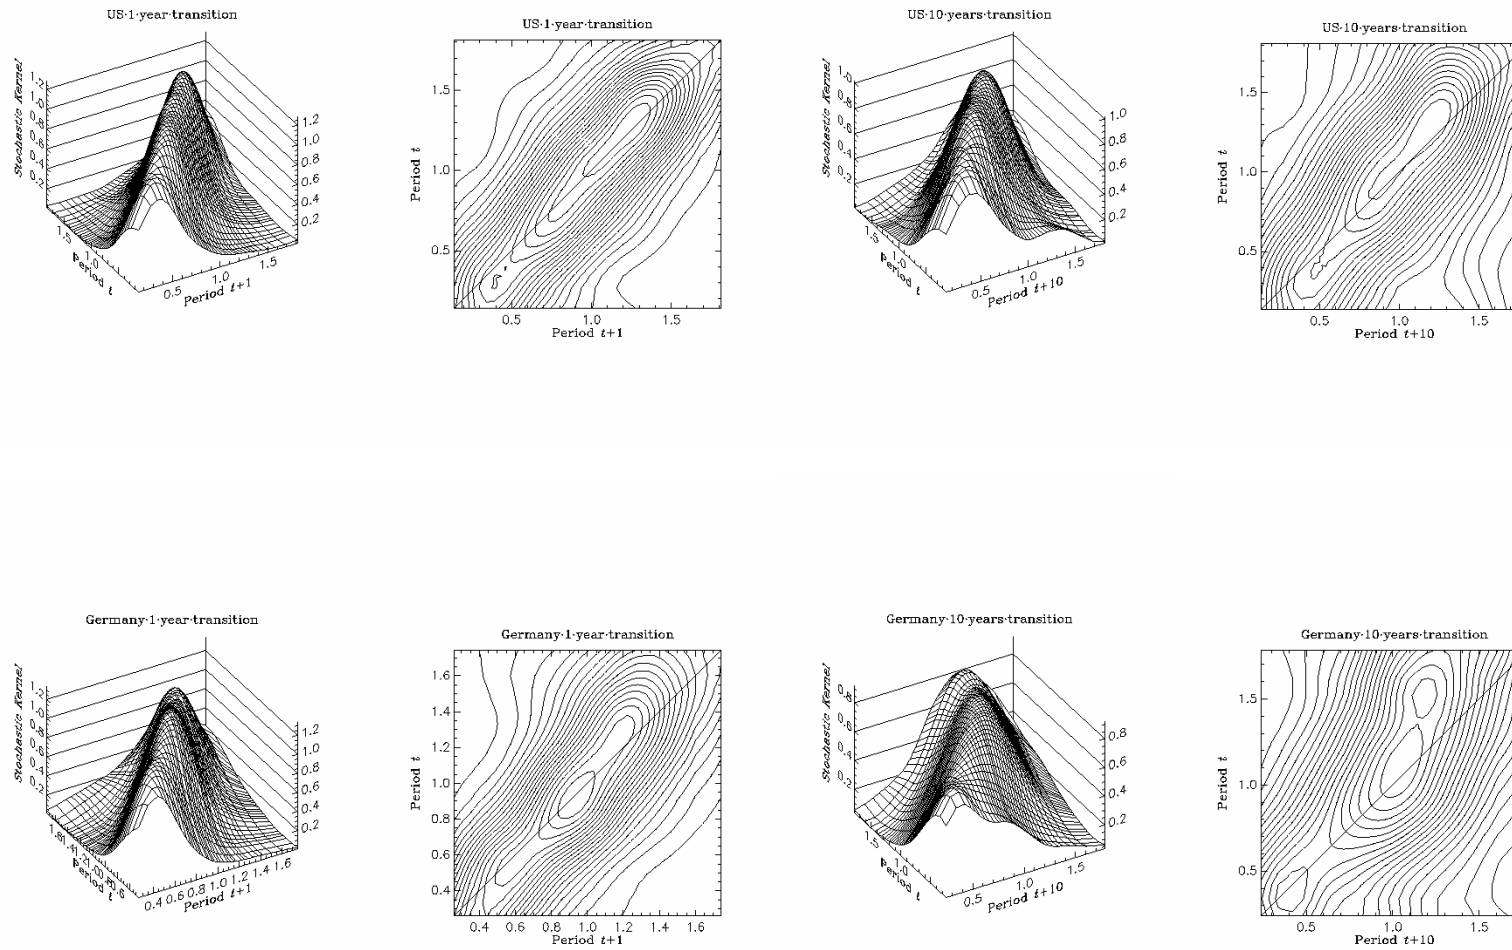 US·1·year·transition
US·1·year·transition
US·10·years·transition
US·10·years·transition
Stochastic Kernel
1.2
1.0
0.8
0.6
0.4
0.2
1.2
1.0
0.8
0.6
0.4
0.2
1.5
1.0
Period t
0.5
1.0
1.5
Period t+1
Period t
1.5
1.0
0.5
0.5
1.0
1.5
Period t+1
Stochastic Kernel
1.0
0.8
0.6
0.4
0.2
1.0
0.8
0.6
0.4
0.2
1.5
1.0
Period t
0.5
1.0
1.5
Period t+10
Period t
1.5
1.0
0.5
0.5
1.0
1.5
Period t+10
Germany·1·year·transition
Germany·1·year·transition
Germany·10·years·transition
Germany·10·years·transition
Stochastic Kernel
1.2
1.0
0.8
0.6
0.4
0.2
1.2
1.0
0.8
0.6
0.4
0.2
Period t
0.4 0.6 0.8 1.0 1.2 1.4 1.6
Period t+1
Period t
1.6
1.4
1.2
1.0
0.8
0.6
0.4
0.4 0.6 0.8 1.0 1.2 1.4 1.6
Period t+1
Stochastic Kernel
0.8
0.6
0.4
0.2
0.8
0.6
0.4
0.2
1.5
1.0
Period t
0.5
1.0
1.5
Period t+10
Period t
1.5
1.0
0.5
0.5
1.0
1.5
Period t+10